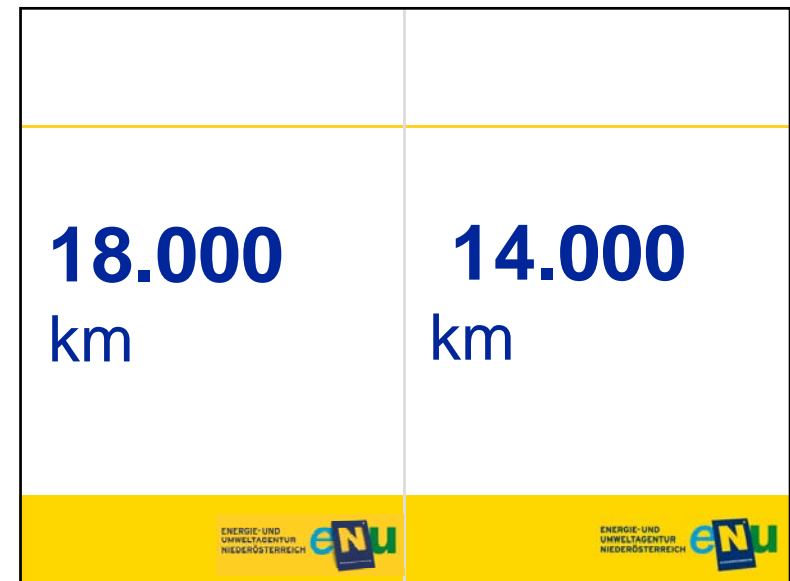 18.000
km
ENERGIE-UND
UMWELTAGENTUR
NIEDERÖSTERREICH
eNu
14.000
km
ENERGIE-UND
UMWELTAGENTUR
NIEDERÖSTERREICH
eNu